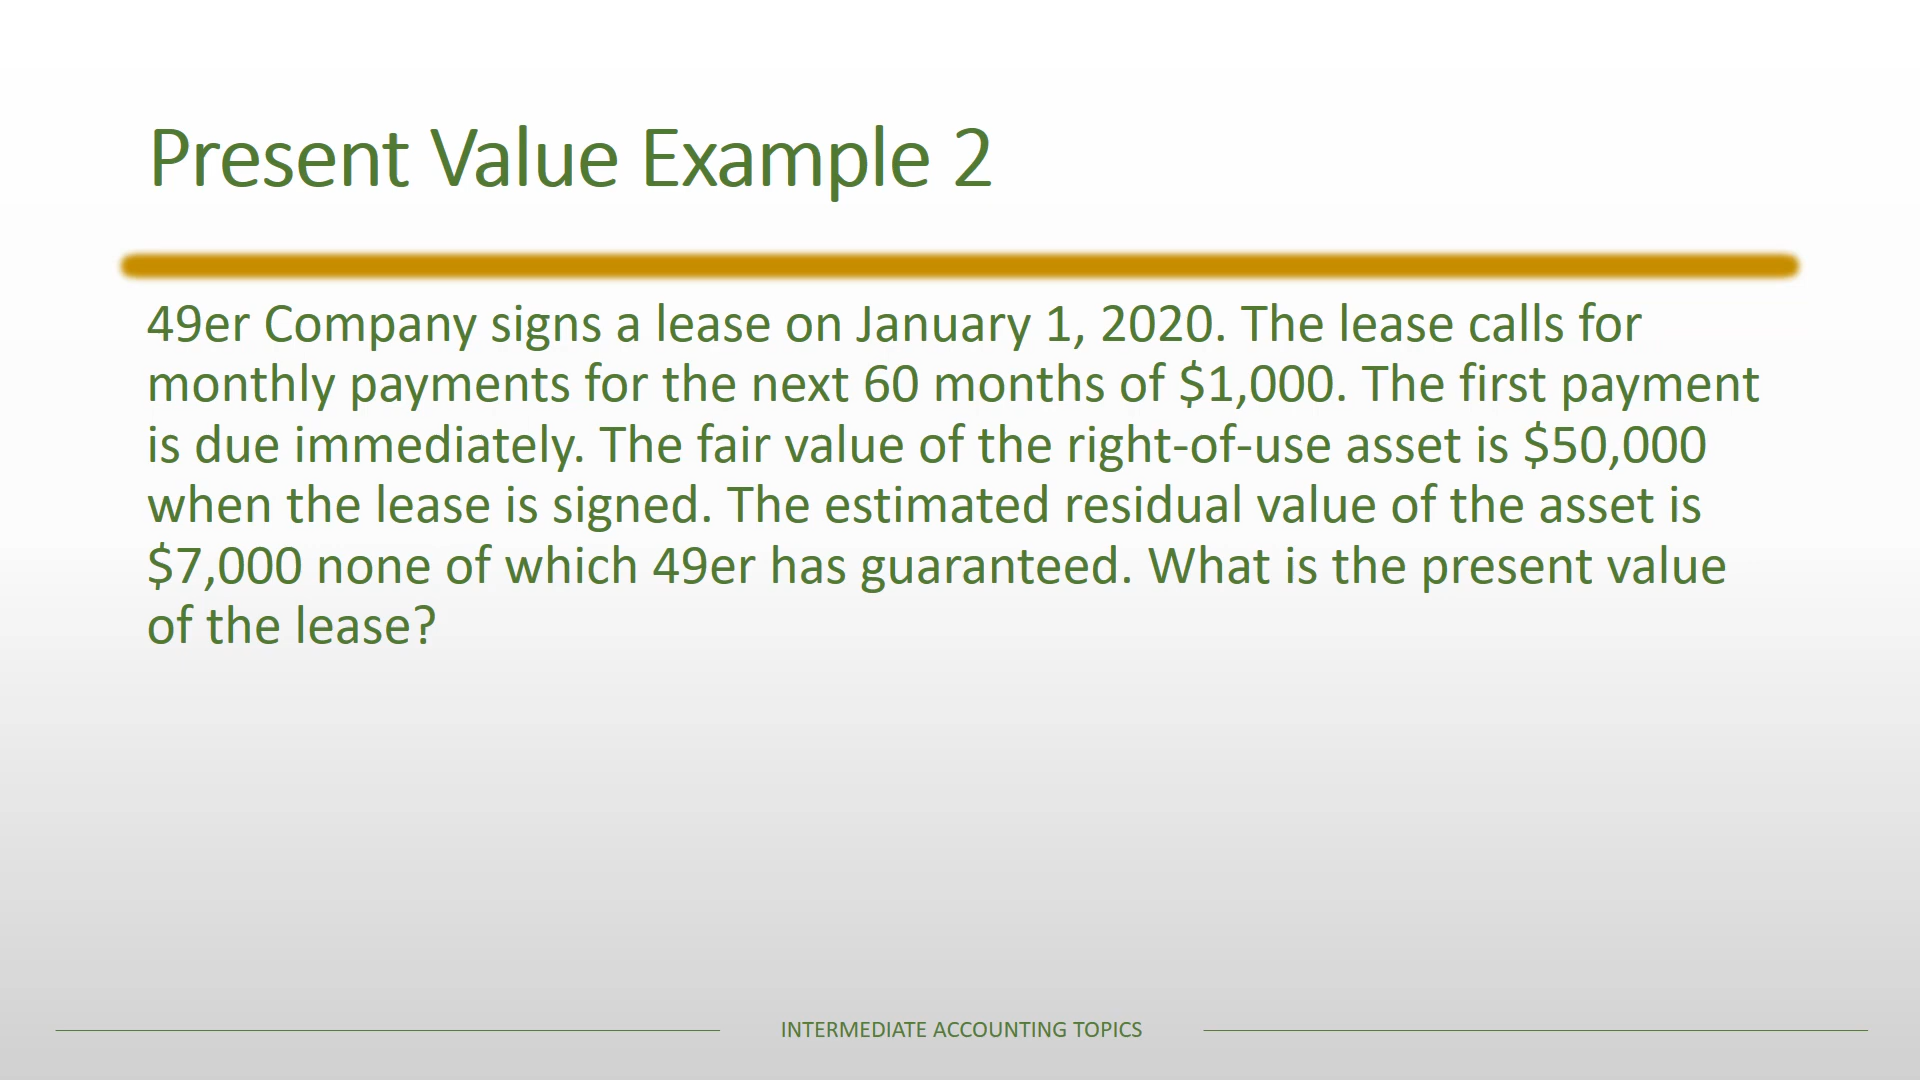 Present Value Example 2
49er Company signs a lease on January 1, 2020. The lease calls for
monthly payments for the next 60 months of $1,000. The first payment
is due immediately. The fair value of the right-of-use asset is $50,000
when the lease is signed. The estimated residual value of the asset is
$7,000 none of which 49er has guaranteed. What is the present value
of the lease?
INTERMEDIATE ACCOUNTING TOPICS